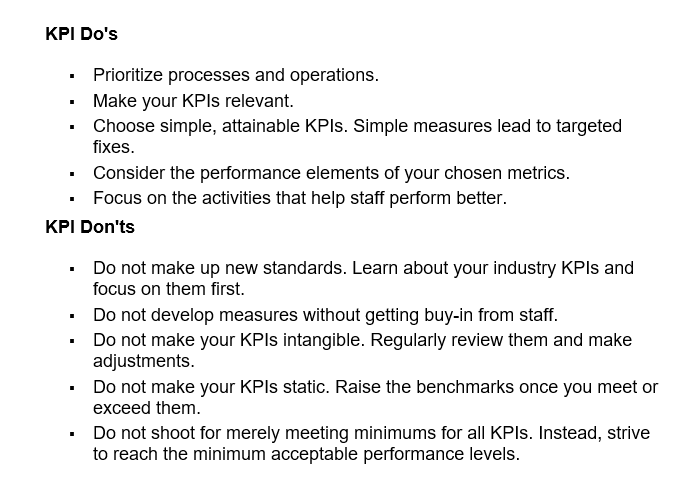 KPI Do's
▪ Prioritize processes and operations.
▪ Make your KPIs relevant.
▪ Choose simple, attainable KPIs. Simple measures lead to targeted
fixes.
▪ Consider the performance elements of your chosen metrics.
▪ Focus on the activities that help staff perform better.
KPI Don'ts
▪ Do not make up new standards. Learn about your industry KPIs and
focus on them first.
▪ Do not develop measures without getting buy-in from staff.
▪ Do not make your KPIs intangible. Regularly review them and make
adjustments.
▪ Do not make your KPIs static. Raise the benchmarks once you meet or
exceed them.
▪ Do not shoot for merely meeting minimums for all KPIs. Instead, strive
to reach the minimum acceptable performance levels.